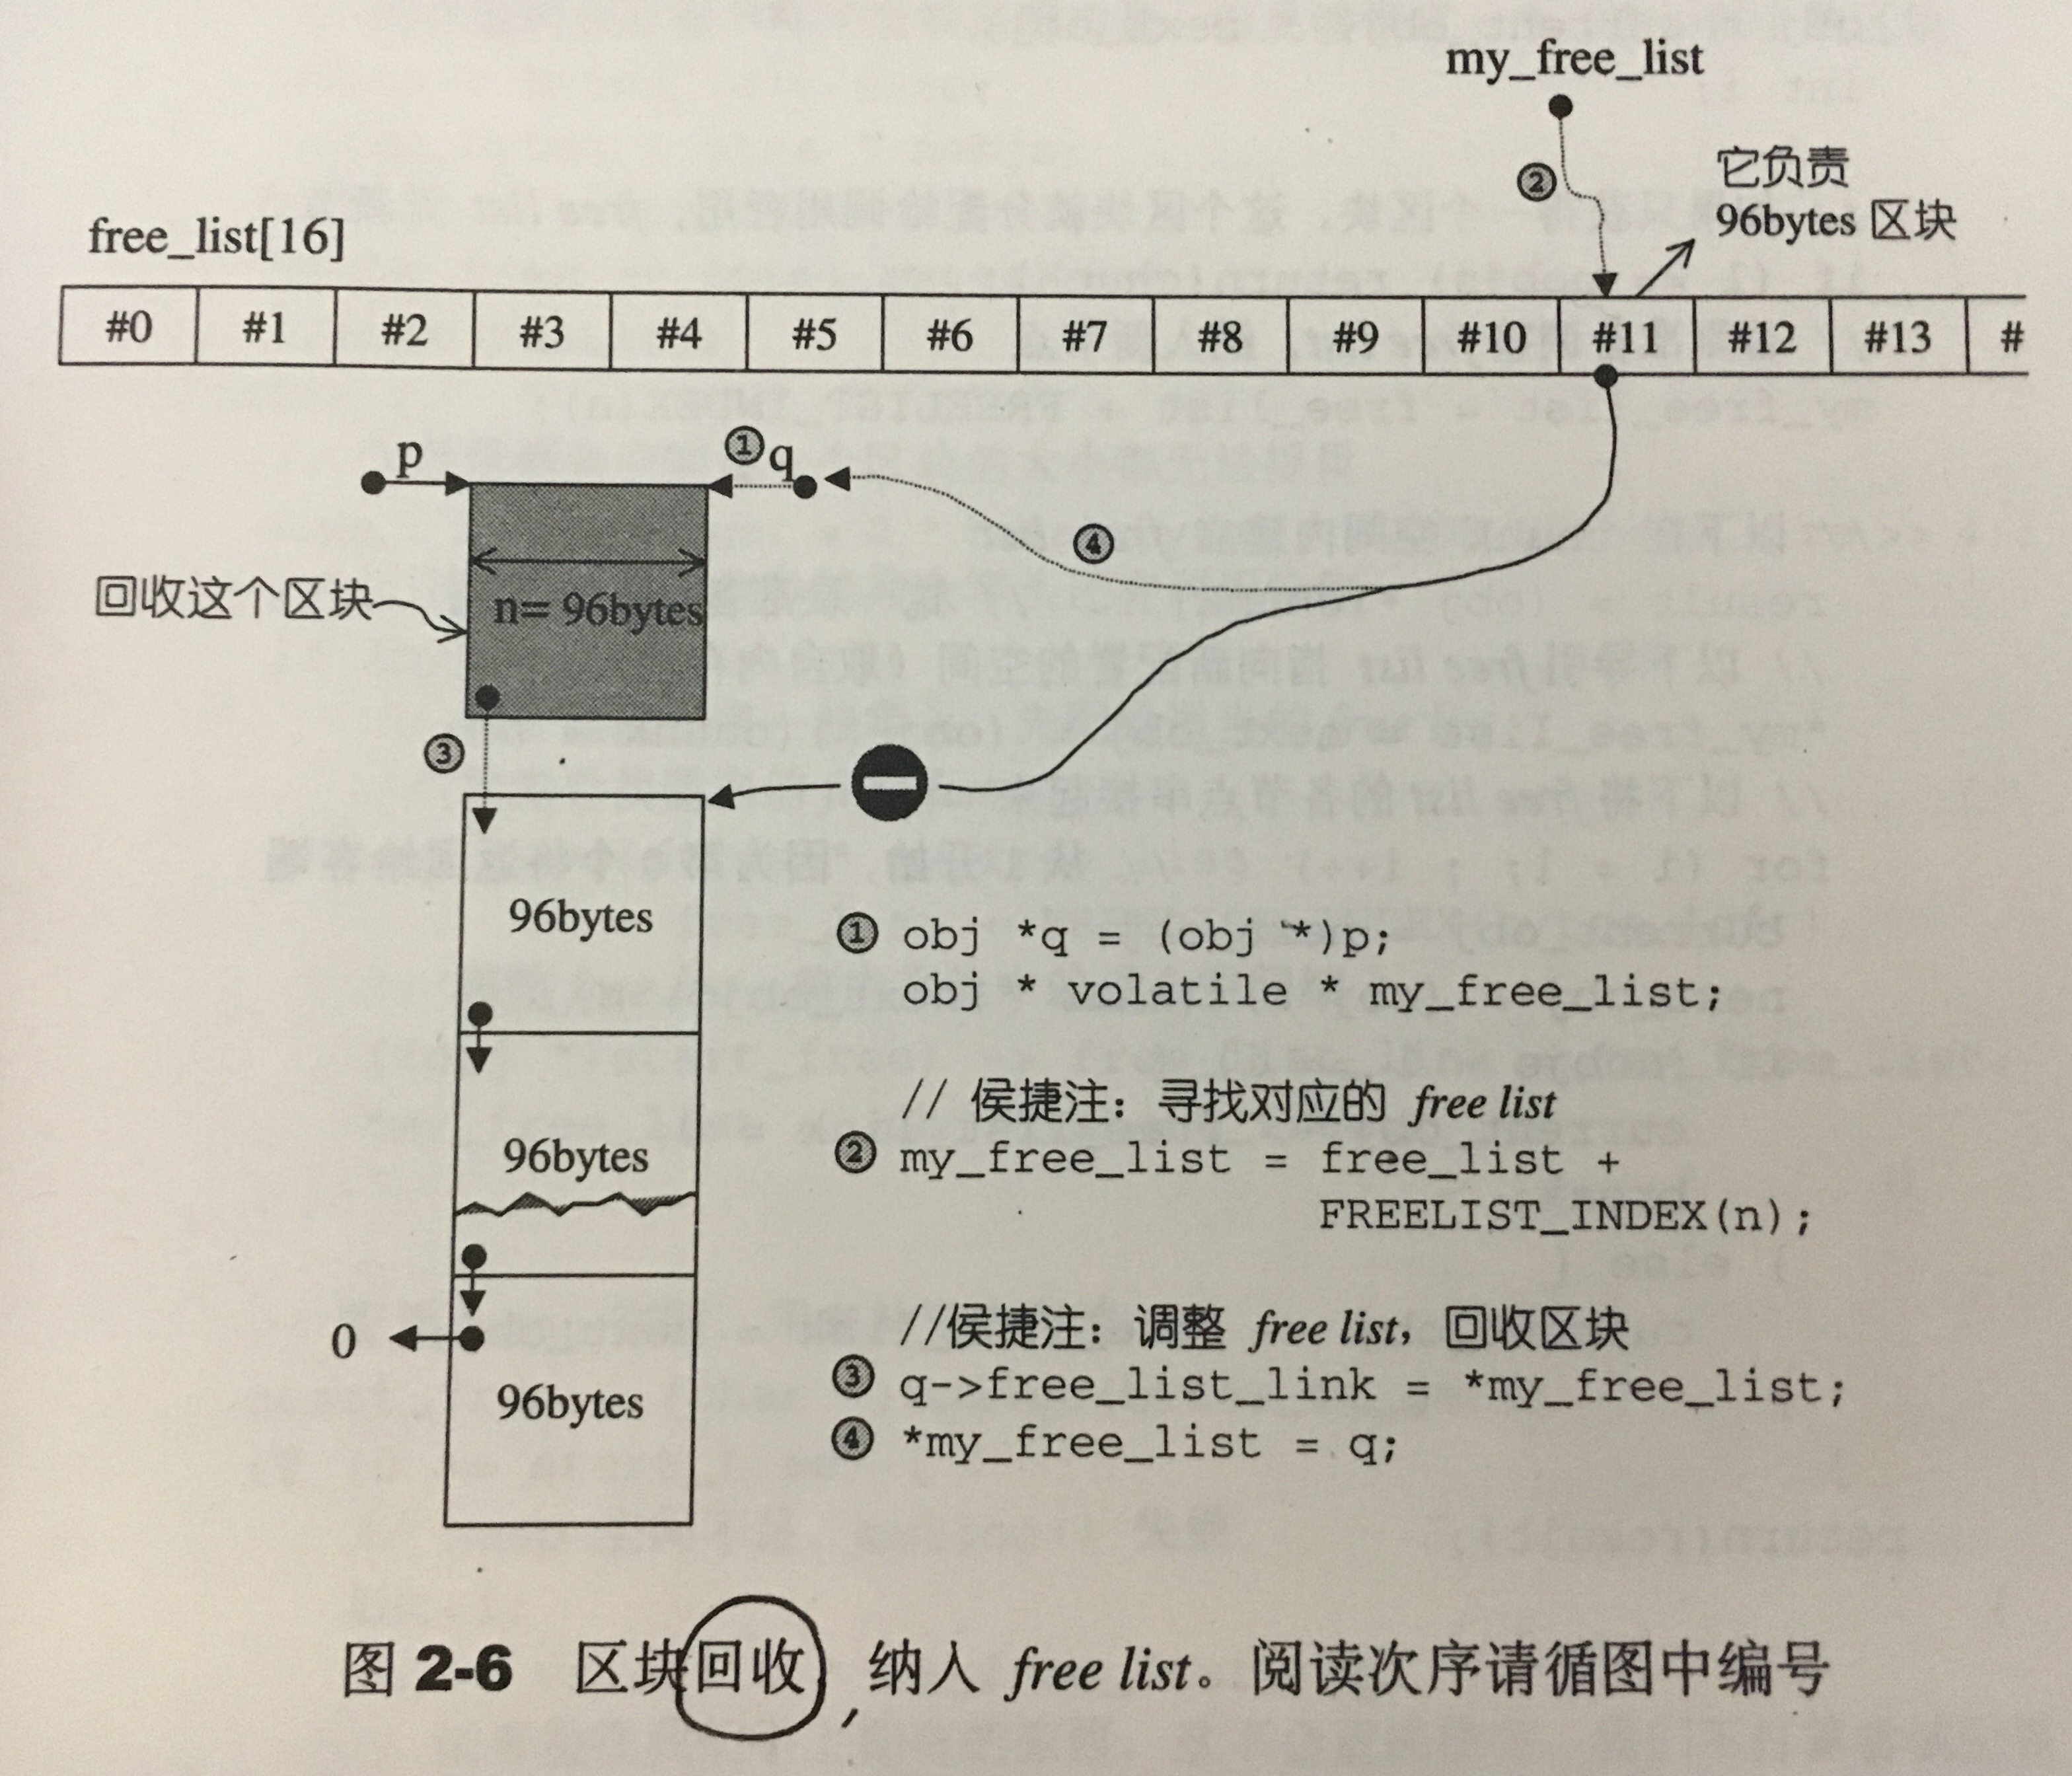 my_free_list
②
它负责
96bytes 区块
free_list[16]
#0 #1 #2 #3 #4 #5 #6 #7 #8 #9 #10 #11 #12 #13 #
p
① q
④
回收这个区块
n= 96bytes
③
96bytes
① obj *q = (obj *)p;
obj * volatile * my_free_list;
// 侯捷注：寻找对应的 free list
96bytes
② my_free_list = free_list +
FREELIST_INDEX(n);
0
//侯捷注：调整 free list，回收区块
③ q->free_list_link = *my_free_list;
96bytes
④ *my_free_list = q;
图 2-6 区块回收，纳入 free list。阅读次序请循图中编号